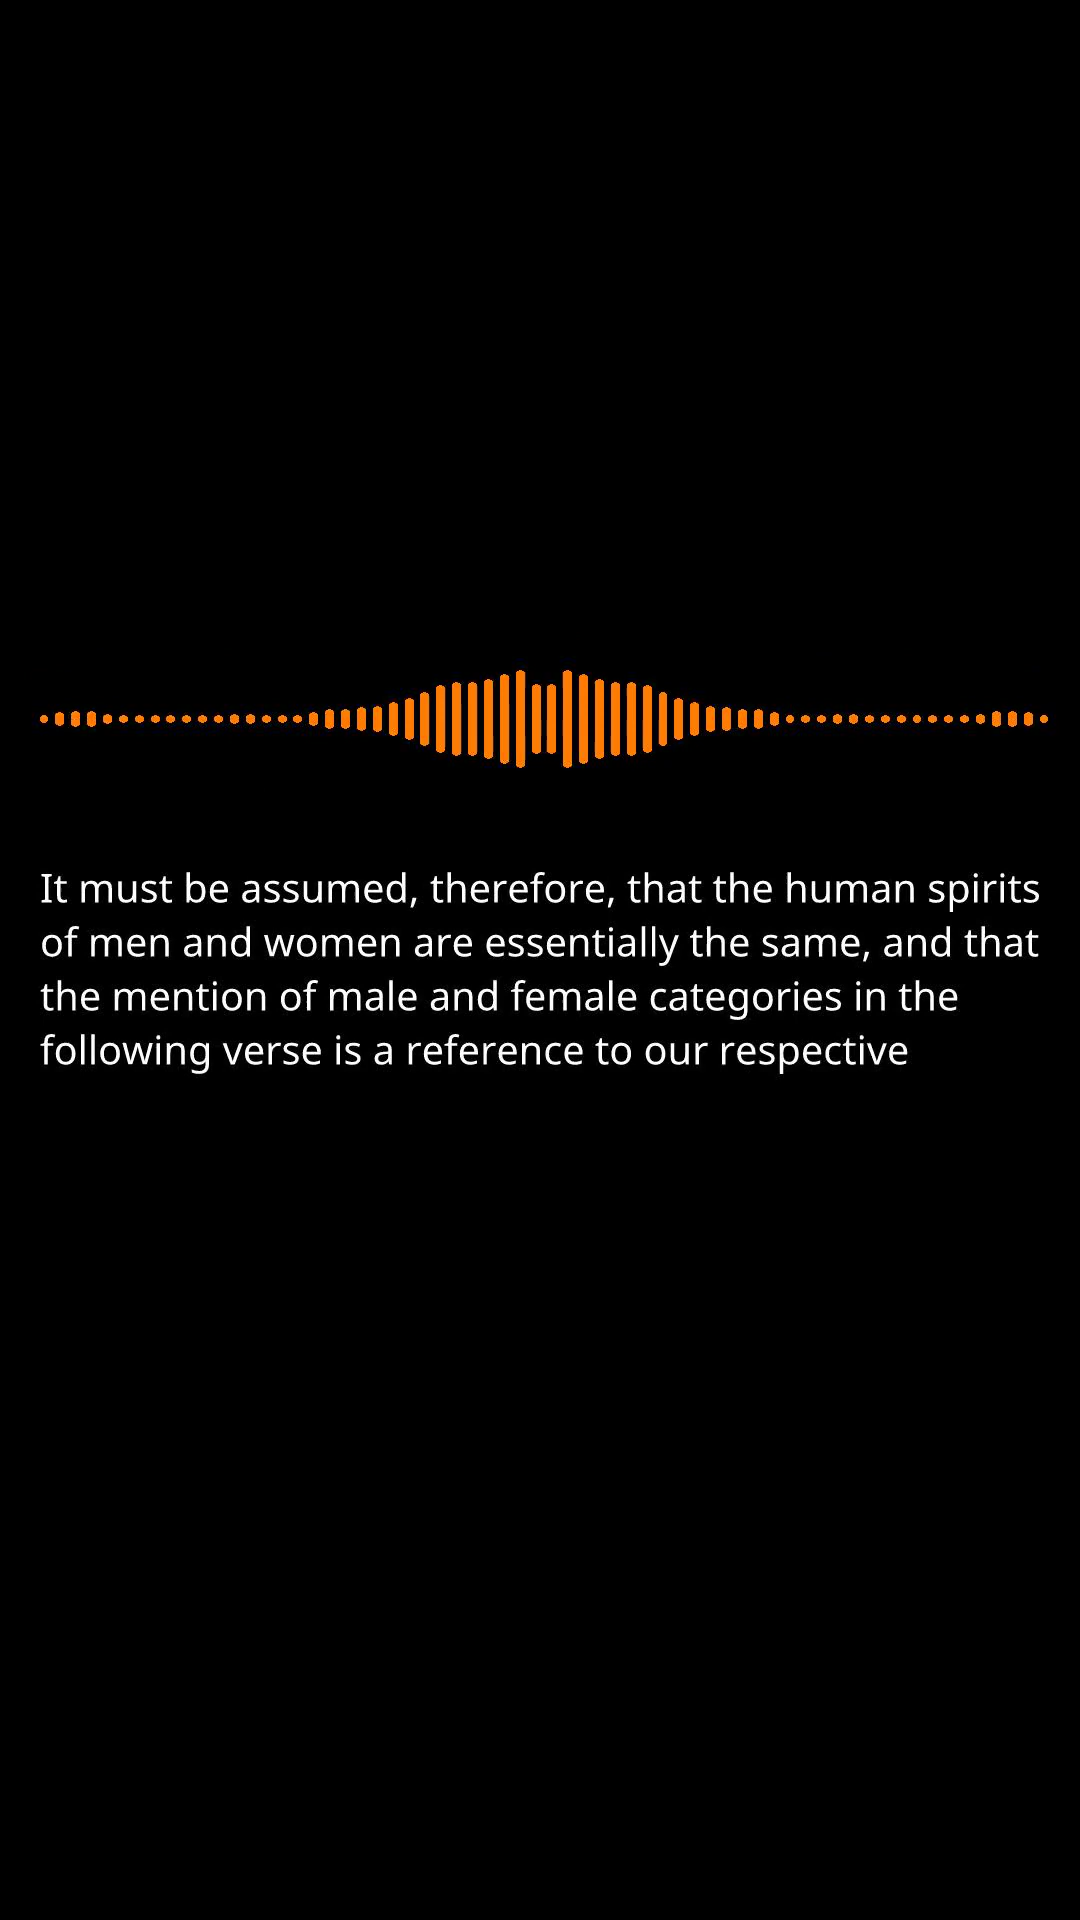 It must be assumed, therefore, that the human spirits
of men and women are essentially the same, and that
the mention of male and female categories in the
following verse is a reference to our respective